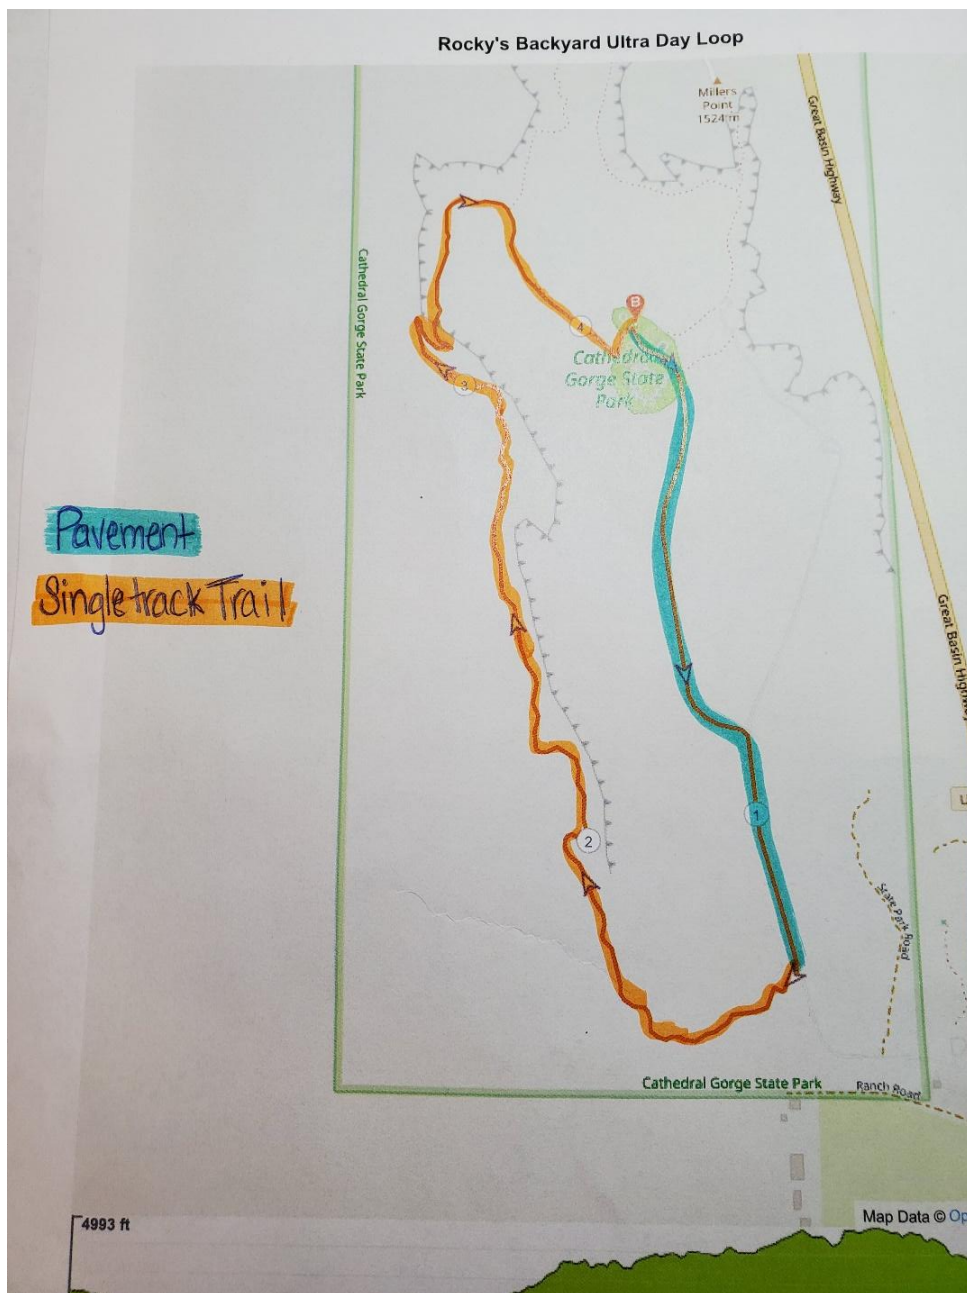 Rocky's Backyard Ultra Day Loop
Millers
Point
1524 m
Great Basin Highway
Cathedral Gorge State Park
B
4
Cathedral
Gorge State
Park
3
Pavement
Singletrack Trail
Great Basin Highway
1
2
State Park Road
Cathedral Gorge State Park
Ranch Road
4993 ft
Map Data © Op